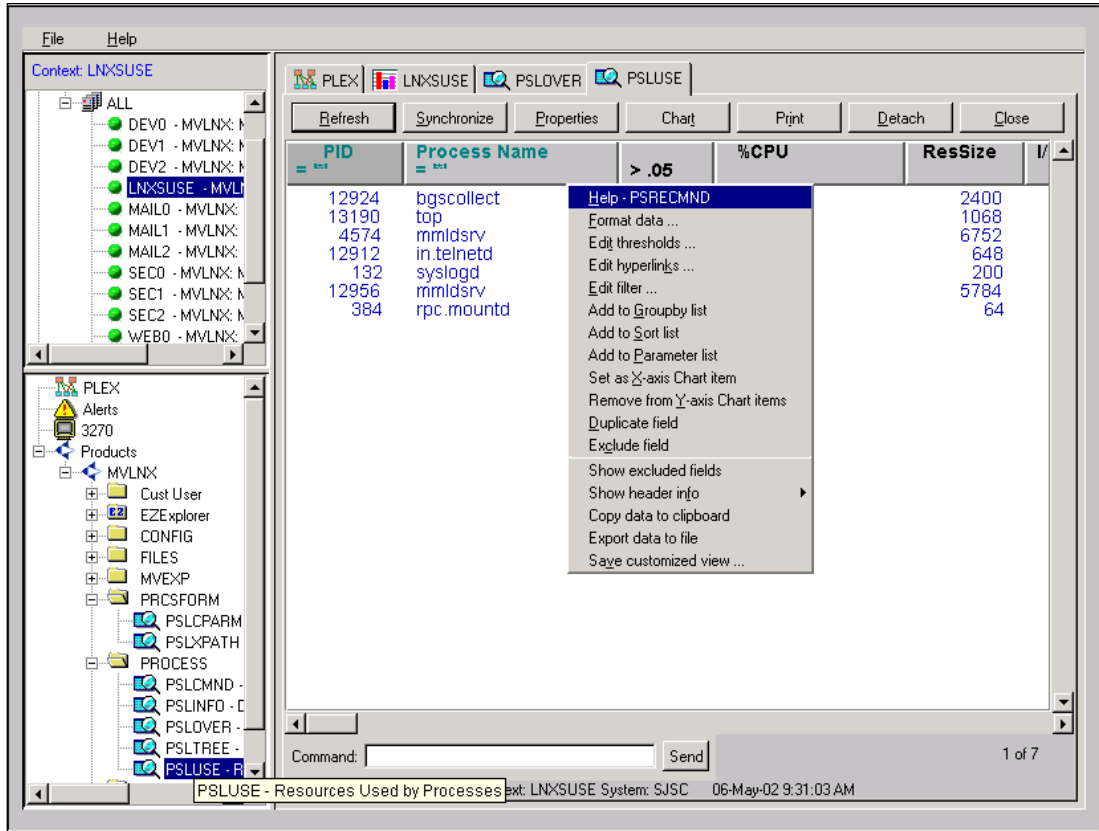 File Help
Context: LNXSUSE
ALL
DEV0 - MVLNX:
DEV1 - MVLNX:
DEV2 - MVLNX:
LNXSUSE - MVL
MAIL0 - MVLNX:
MAIL1 - MVLNX:
MAIL2 - MVLNX:
SEC0 - MVLNX:
SEC1 - MVLNX:
SEC2 - MVLNX:
WEB0 - MVLNX:
PLEX
Alerts
3270
Products
MVLNX
Cust User
EZExplorer
CONFIG
FILES
MVEXP
PRCSFORM
PSLCPARM
PSLXPATH
PROCESS
PSLCMND -
PSLINFO - D
PSLOVER -
PSLTREE -
PSLUSE - R
PSLUSE - Resources Used by Processes
PLEX LNXSUSE PSLOVER PSLUSE
Refresh Synchronize Properties Chart Print Detach Close
PID Process Name %CPU ResSize I/
> .05
12924 bgscollect 2400
13190 top 1068
4574 mmldsrv 6752
12912 in.telnetd 648
132 syslogd 200
12956 mmldsrv 5784
384 rpc.mountd 64
Help - PSRECMND
Format data ...
Edit thresholds ...
Edit hyperlinks ...
Edit filter ...
Add to Groupby list
Add to Sort list
Add to Parameter list
Set as X-axis Chart item
Remove from Y-axis Chart items
Duplicate field
Exclude field
Show excluded fields
Show header info
Copy data to clipboard
Export data to file
Save customized view ...
Command: Send 1 of 7
ext: LNXSUSE System: SJSC 06-May-02 9:31:03 AM